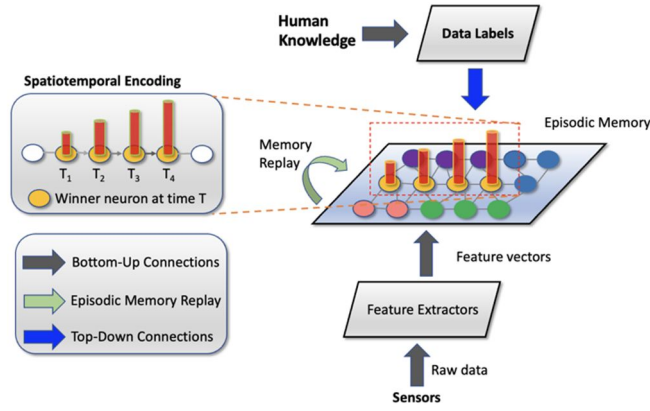 Human
Knowledge
Data Labels
Spatiotemporal Encoding
T1 T2 T3 T4
Winner neuron at time T
Episodic Memory
Memory
Replay
Bottom-Up Connections
Episodic Memory Replay
Top-Down Connections
Feature vectors
Feature Extractors
Raw data
Sensors